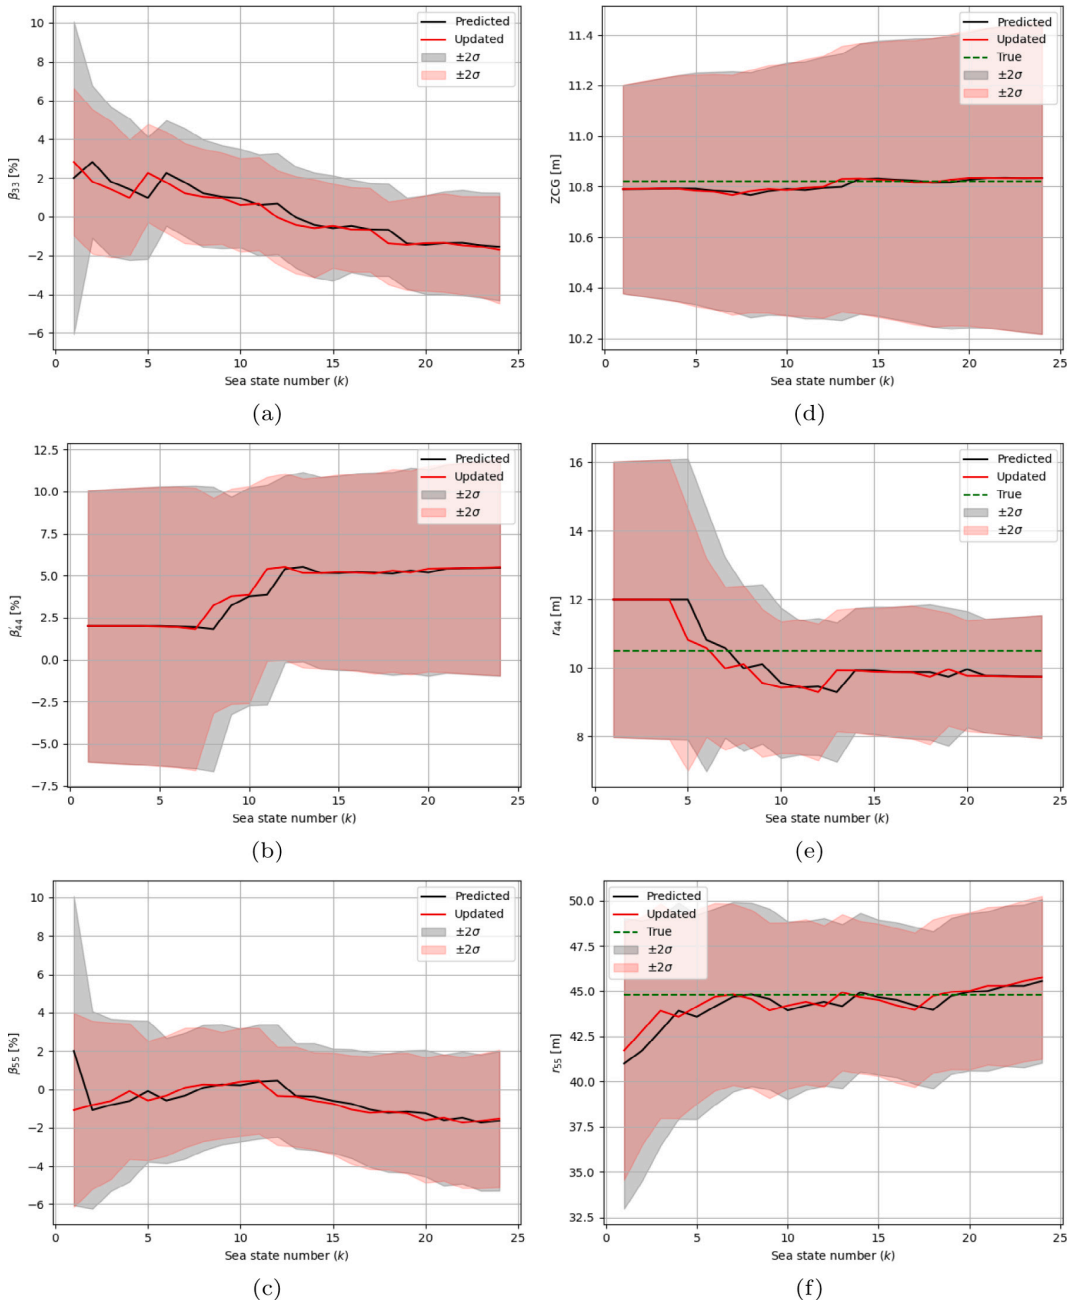 10
8
6
4
2
0
−2
−4
−6
β33 [%]
0
5
10
15
20
25
Sea state number (k)
Predicted
Updated
±2σ
±2σ
(a)
11.4
11.2
11.0
10.8
10.6
10.4
10.2
ZCG [m]
0
5
10
15
20
25
Sea state number (k)
Predicted
Updated
True
±2σ
±2σ
(d)
12.5
10.0
7.5
5.0
2.5
0.0
−2.5
−5.0
−7.5
β′44 [%]
0
5
10
15
20
25
Sea state number (k)
Predicted
Updated
±2σ
±2σ
(b)
16
14
12
10
8
r44 [m]
0
5
10
15
20
25
Sea state number (k)
Predicted
Updated
True
±2σ
±2σ
(e)
10
8
6
4
2
0
−2
−4
−6
β55 [%]
0
5
10
15
20
25
Sea state number (k)
Predicted
Updated
±2σ
±2σ
(c)
50.0
47.5
45.0
42.5
40.0
37.5
35.0
32.5
r55 [m]
0
5
10
15
20
25
Sea state number (k)
Predicted
Updated
True
±2σ
±2σ
(f)